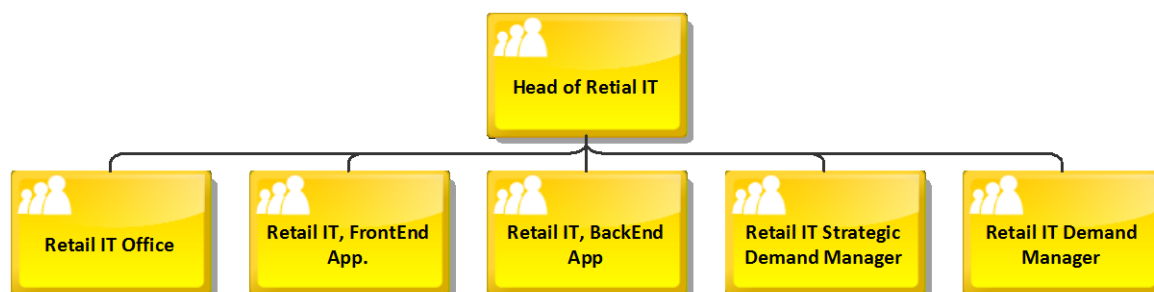 Head of Retial IT
Retail IT Office
Retail IT, FrontEnd
App.
Retail IT, BackEnd
App
Retail IT Strategic
Demand Manager
Retail IT Demand
Manager